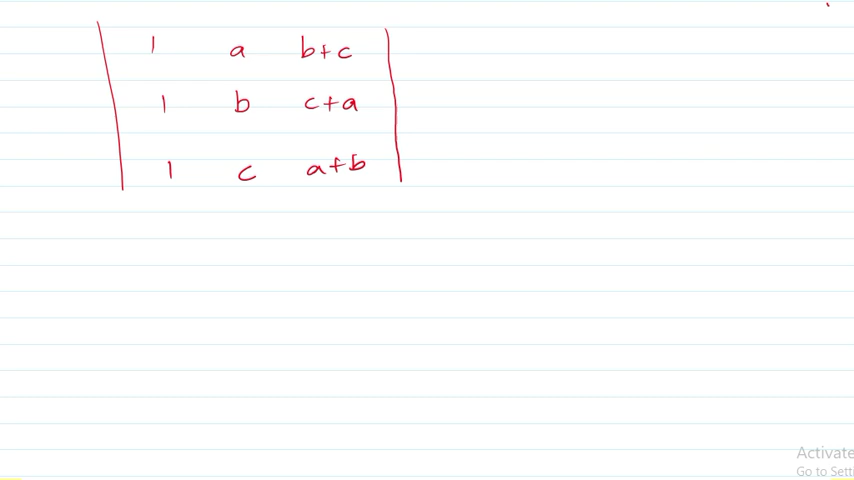 1 a b+c
1 b c+a
1 c a+b
Activate
Go to Setti